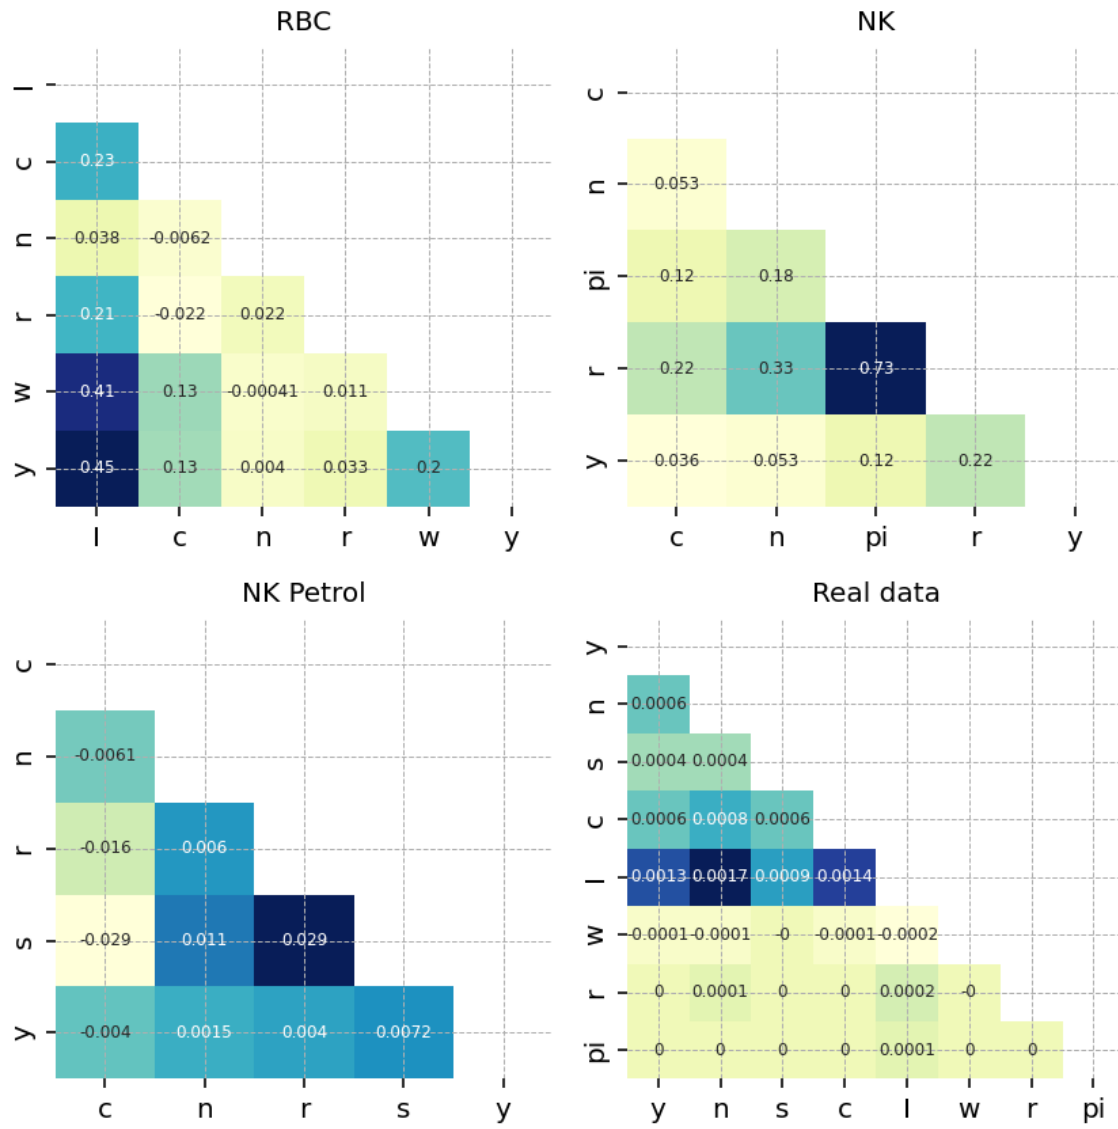 RBC
I
c
0.23
n
0.038 -0.0062
r
0.21 -0.022 0.022
w
0.41 0.13 -0.00041 0.011
y
0.45 0.13 0.004 0.033 0.2
I c n r w y
NK
c
n
0.053
pi
0.12 0.18
r
0.22 0.33 0.73
y
0.036 0.053 0.12 0.22
c n pi r y
NK Petrol
c
n
-0.0061
r
-0.016 0.006
s
-0.029 0.011 0.029
y
-0.004 0.0015 0.004 0.0072
c n r s y
Real data
y
n
0.0006
s
0.0004 0.0004
c
0.0006 0.0008 0.0006
I
0.0013 0.0017 0.0009 0.0014
w
-0.0001 -0.0001 -0 -0.0001 -0.0002
r
0 0.0001 0 0 0.0002 -0
pi
0 0 0 0 0.0001 0 0
y n s c I w r pi